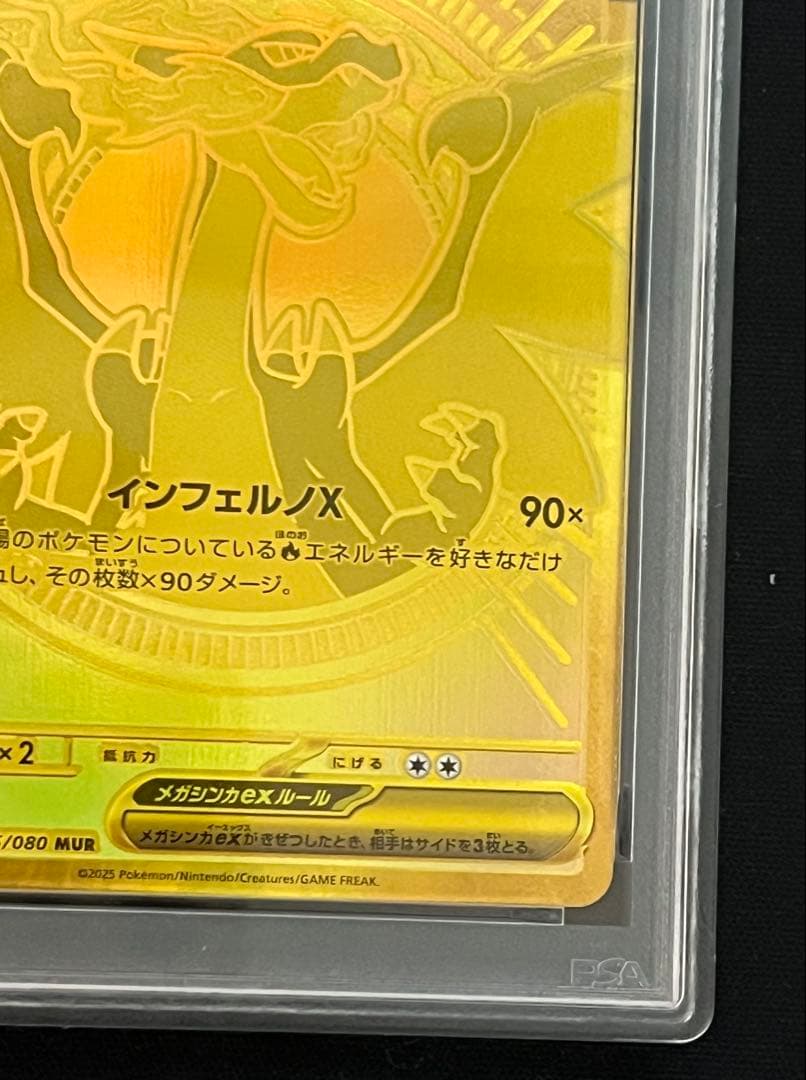 インフェルノX 90×
場のポケモンについているエネルギーを好きなだけ
ュし、その枚数×90ダメージ。
×2 抵抗力 にげる
メガシンカexルール
メガシンカexがきぜつしたとき、相手はサイドを3枚とる。
/080 MUR
©2025 Pokémon/Nintendo/Creatures/GAME FREAK.
PSA